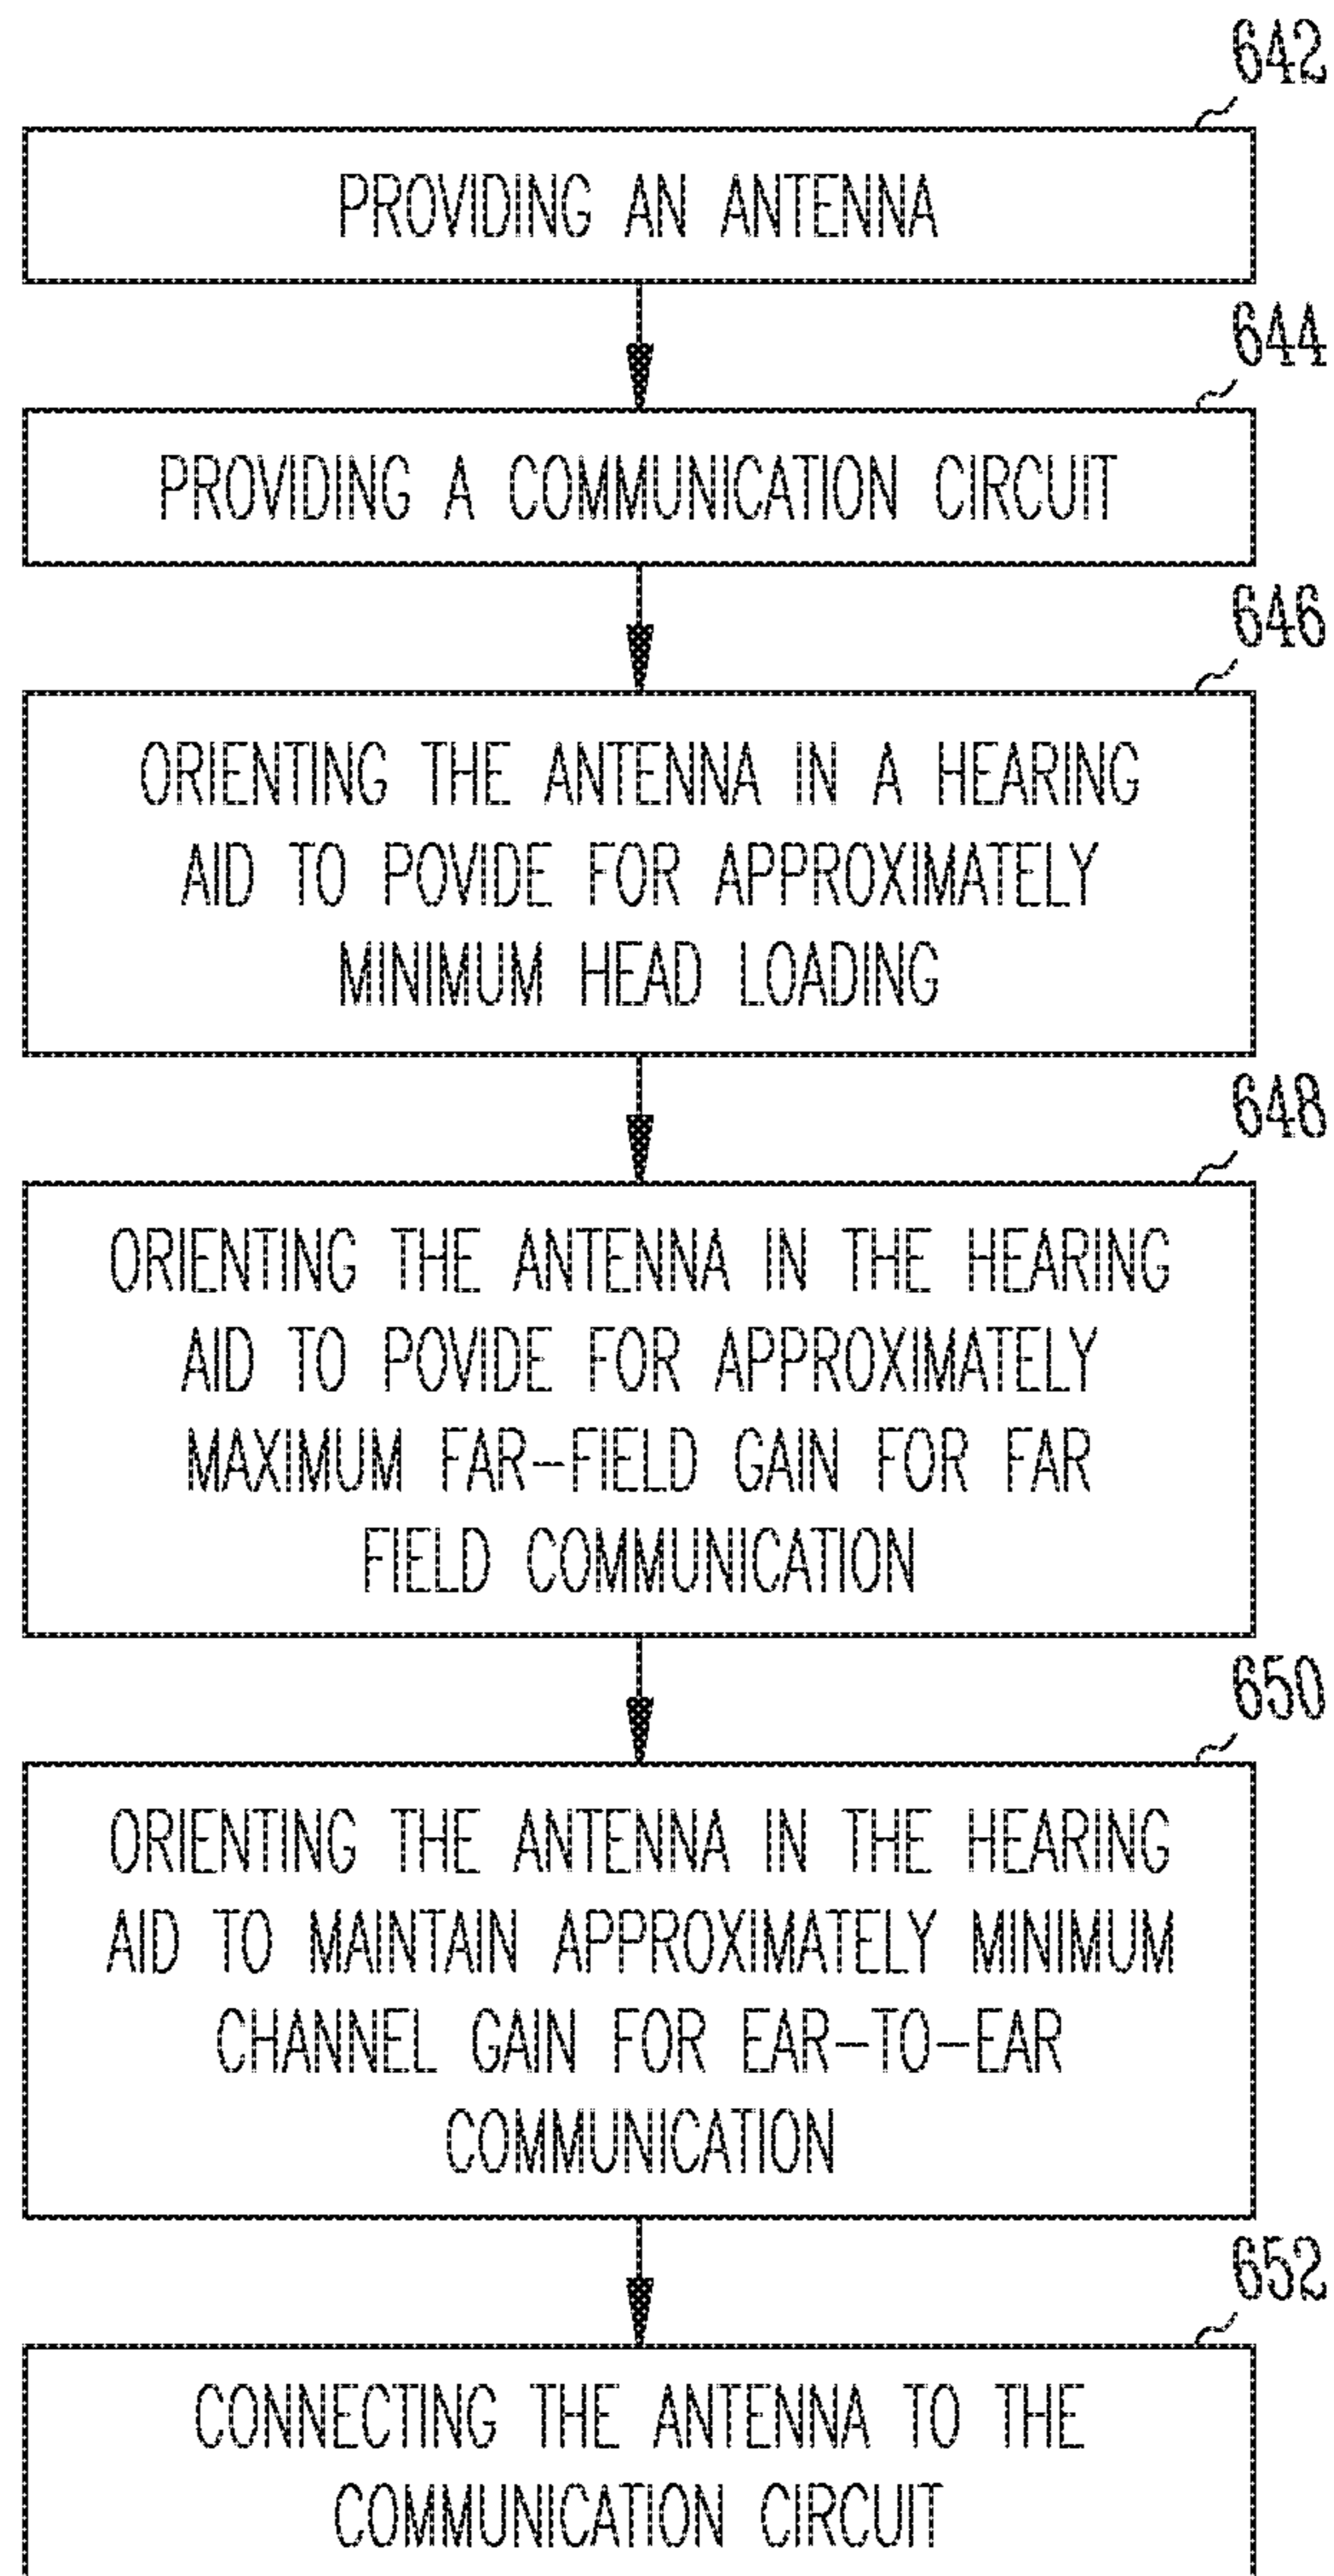 642
PROVIDING AN ANTENNA
644
PROVIDING A COMMUNICATION CIRCUIT
646
ORIENTING THE ANTENNA IN A HEARING
AID TO POVIDE FOR APPROXIMATELY
MINIMUM HEAD LOADING
648
ORIENTING THE ANTENNA IN THE HEARING
AID TO POVIDE FOR APPROXIMATELY
MAXIMUM FAR-FIELD GAIN FOR FAR
FIELD COMMUNICATION
650
ORIENTING THE ANTENNA IN THE HEARING
AID TO MAINTAIN APPROXIMATELY MINIMUM
CHANNEL GAIN FOR EAR-TO-EAR
COMMUNICATION
652
CONNECTING THE ANTENNA TO THE
COMMUNICATION CIRCUIT